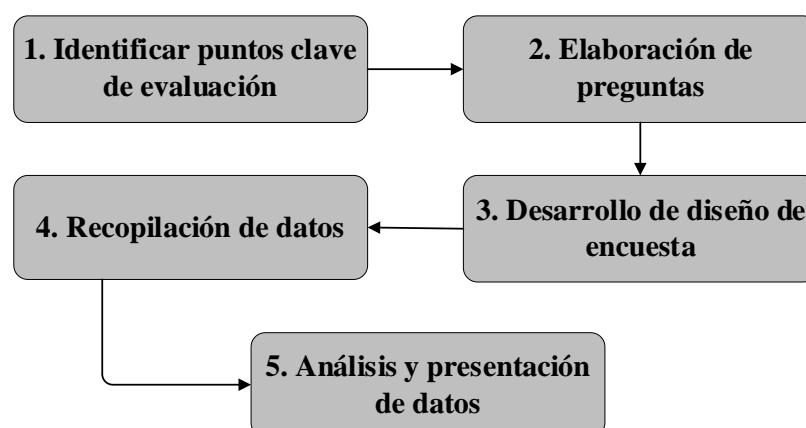 1. Identificar puntos clave
de evaluación
2. Elaboración de
preguntas
3. Desarrollo de diseño de
encuesta
4. Recopilación de datos
5. Análisis y presentación
de datos